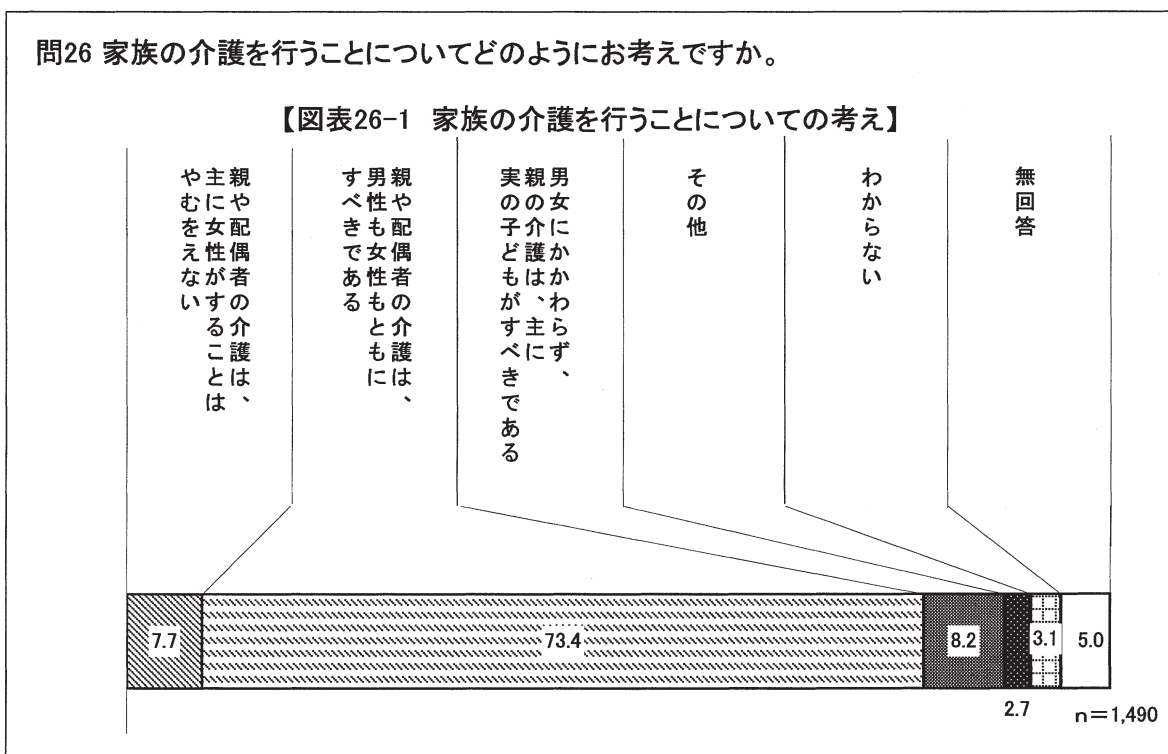 問26 家族の介護を行うことについてどのようにお考えですか。
【図表26-1 家族の介護を行うことについての考え】
親や配偶者の介護は、
主に女性がすることは
やむをえない
親や配偶者の介護は、
男性も女性もともに
すべきである
男女にかかわらず、
親の介護は、主に
実の子どもがすべきである
その他
わからない
無回答
7.7
73.4
8.2
2.7
3.1
5.0
n=1,490